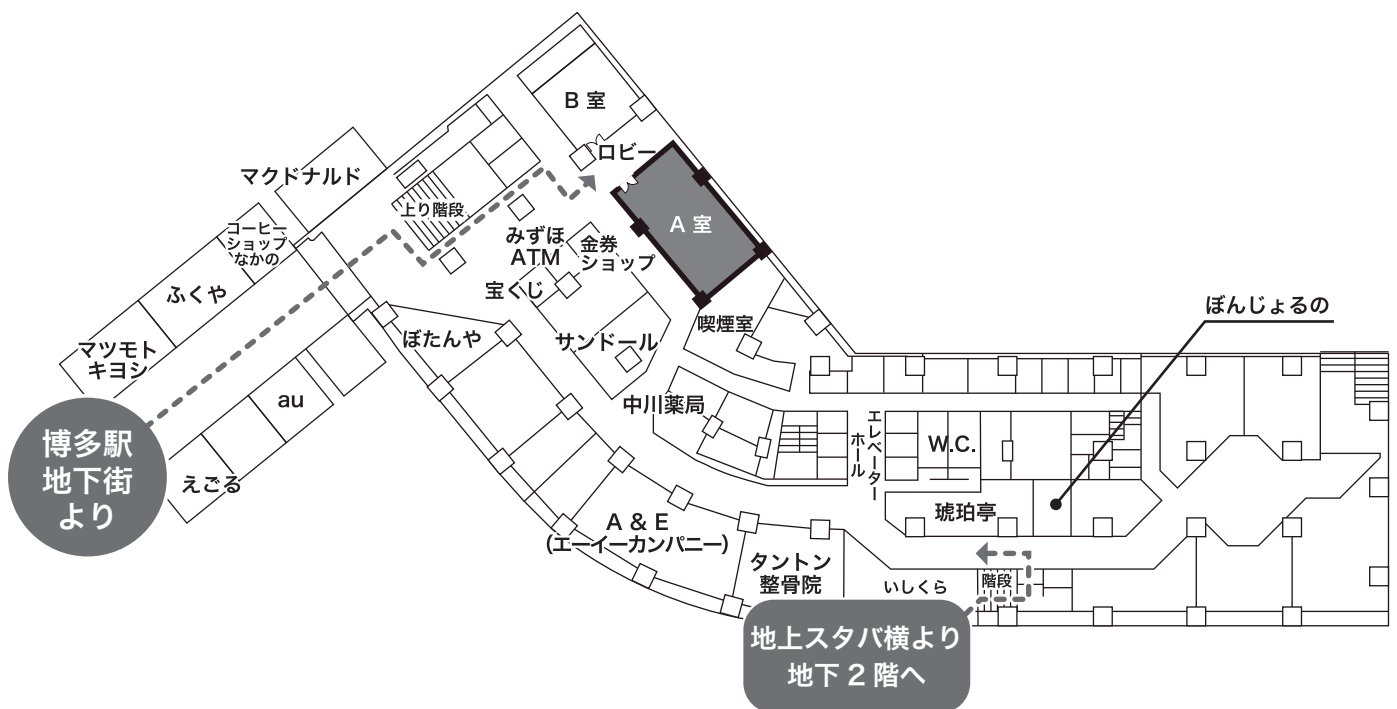 B 室
ロビー
マクドナルド
上り階段
A 室
コーヒー
ショップ
なかの
みずほ
ATM
金券
ショップ
ふくや
宝くじ
ぼんじょるの
喫煙室
ぼたんや
サンドール
マツモト
キヨシ
au
中川薬局
エレベーター
ホール
W.C.
博多駅
地下街
より
えごる
琥珀亭
A & E
(エーイーカンパニー)
タントン
整骨院
いしくら
階段
地上スタバ横より
地下 2 階へ